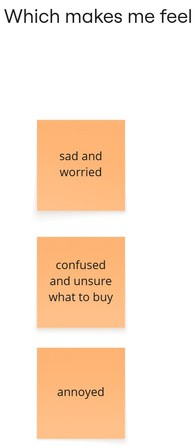 Which makes me feel
sad and
worried
confused
and unsure
what to buy
annoyed